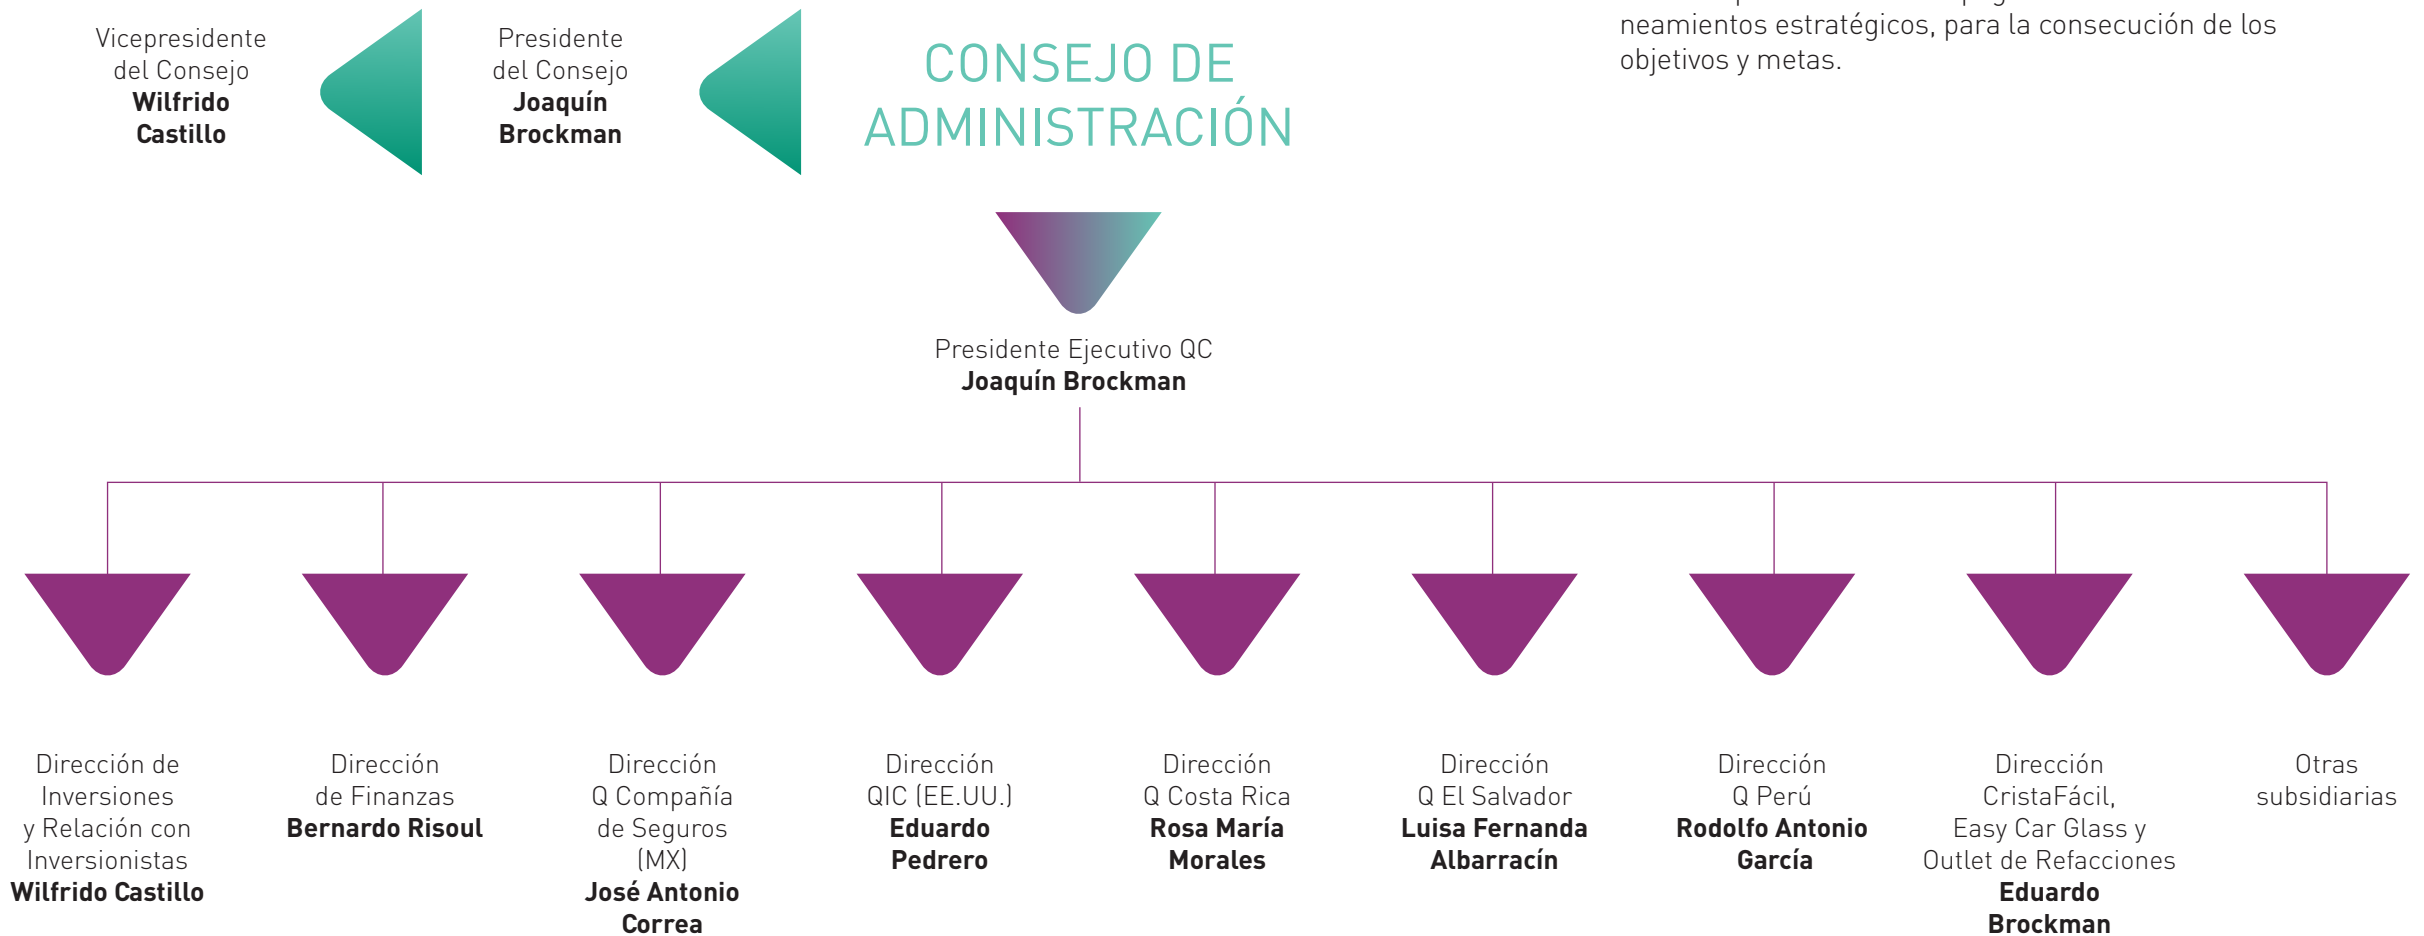 neamientos estratégicos, para la consecución de los
objetivos y metas.
Vicepresidente
del Consejo
Wilfrido
Castillo
Presidente
del Consejo
Joaquín
Brockman
CONSEJO DE
ADMINISTRACIÓN
Presidente Ejecutivo QC
Joaquín Brockman
Dirección de
Inversiones
y Relación con
Inversionistas
Wilfrido Castillo
Dirección
de Finanzas
Bernardo Risoul
Dirección
Q Compañía
de Seguros
(MX)
José Antonio
Correa
Dirección
QIC (EE.UU.)
Eduardo
Pedrero
Dirección
Q Costa Rica
Rosa María
Morales
Dirección
Q El Salvador
Luisa Fernanda
Albarracín
Dirección
Q Perú
Rodolfo Antonio
García
Dirección
CristaFácil,
Easy Car Glass y
Outlet de Refacciones
Eduardo
Brockman
Otras
subsidiarias